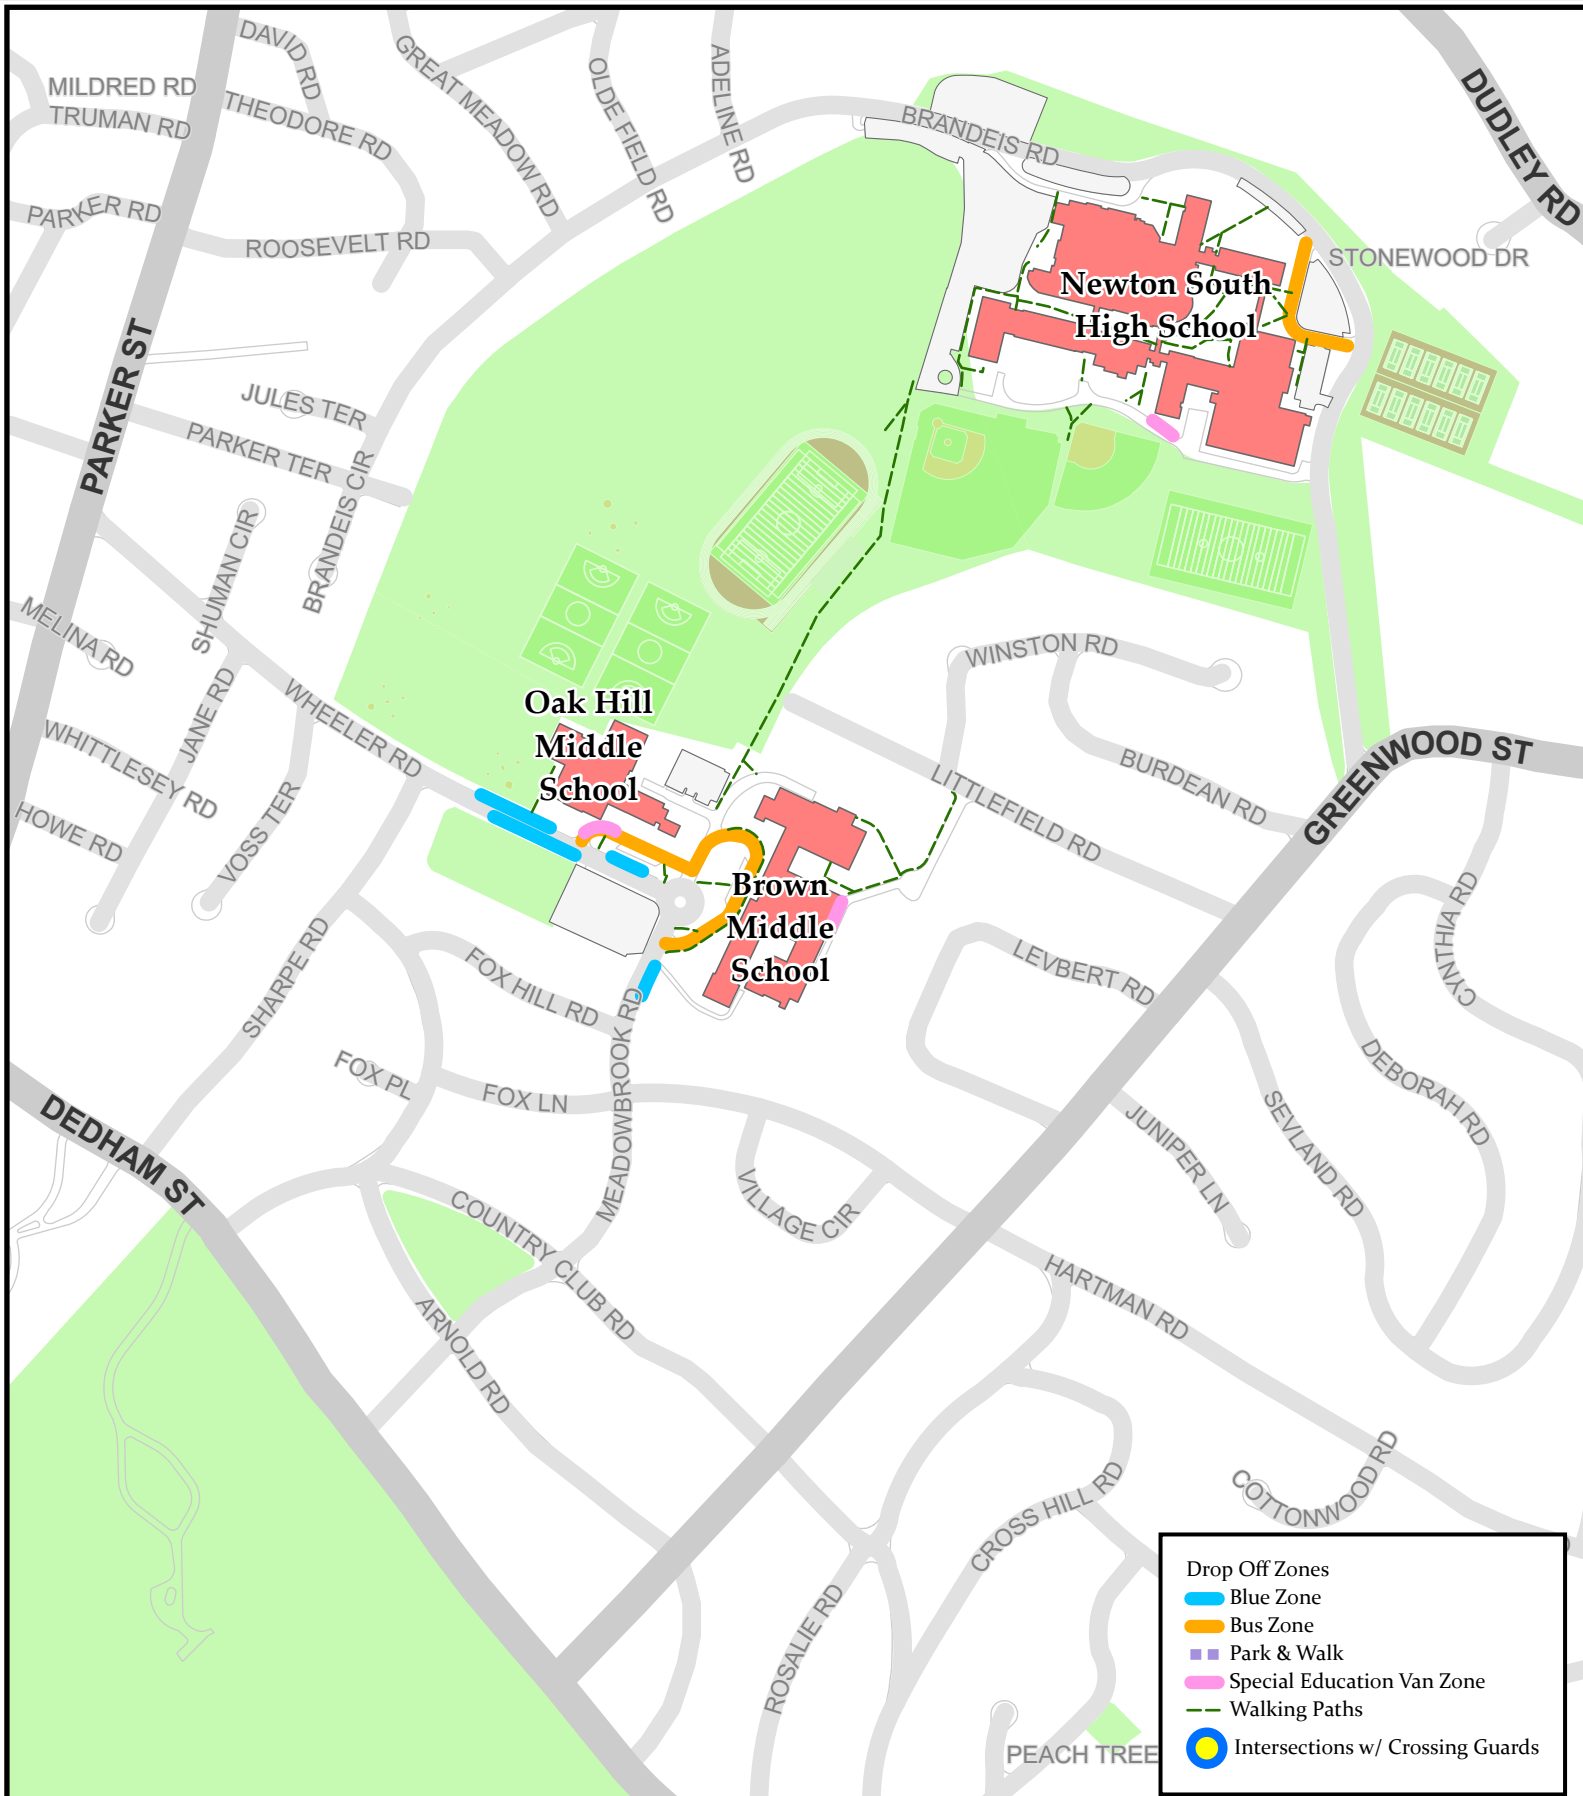 DAVID RD
GREAT MEADOW RD
OLDE FIELD RD
ADELINE RD
DUDLEY RD
MILDRED RD
THEODORE RD
TRUMAN RD
BRANDEIS RD
PARKER RD
ROOSEVELT RD
STONEWOOD DR
Newton South
High School
PARKER ST
JULES TER
PARKER TER
BRANDEIS CIR
SHUMAN CIR
MELINA RD
JANE RD
WHEELER RD
WINSTON RD
Oak Hill
Middle
School
WHITTLESEY RD
HOWE RD
VOSS TER
LITTLEFIELD RD
BURDEAN RD
GREENWOOD ST
Brown
Middle
School
SHARPE RD
FOX HILL RD
MEADOWBROOK RD
LEVBERT RD
CYNTHIA RD
DEBORAH RD
FOX PL
FOX LN
DEDHAM ST
JUNIPER LN
SEVLAND RD
VILLAGE CIR
COUNTRY CLUB RD
HARTMAN RD
ARNOLD RD
CROSS HILL RD
COTTONWOOD RD
ROSALIE RD
PEACH TREE
Drop Off Zones
Blue Zone
Bus Zone
Park & Walk
Special Education Van Zone
Walking Paths
Intersections w/ Crossing Guards